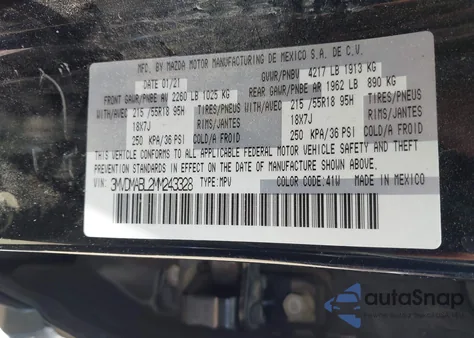 MFG. BY MAZDA MOTOR MANUFACTURING DE MEXICO S.A. DE C.V.
DATE 01/21 GVWR/PNBV 4217 LB 1913 KG
FRONT GAWR/PNBE AV 2260 LB 1025 KG REAR GAWR/PNBE AR 1962 LB 890 KG
WITH/AVEC 215 /55R18 95H TIRES/PNEUS WITH/AVEC 215 /55R18 95H TIRES/PNEUS
18X7J RIMS/JANTES 18X7J RIMS/JANTES
250 KPA/36 PSI COLD/A FROID 250 KPA/36 PSI COLD/A FROID
THIS VEHICLE CONFORMS TO ALL APPLICABLE FEDERAL MOTOR VEHICLE SAFETY AND THEFT
PREVENTION STANDARDS IN EFFECT ON THE DATE OF MANUFACTURE SHOWN ABOVE.
VIN: 3MVDMABL2MM243328 TYPE: MPV COLOR CODE: 41W MADE IN MEXICO
autoSnap